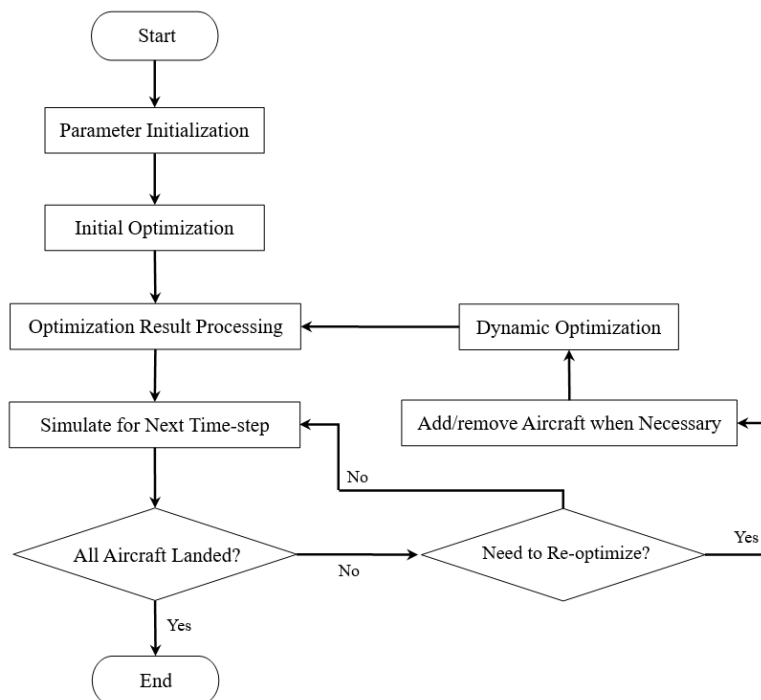 Start
Parameter Initialization
Initial Optimization
Optimization Result Processing
Dynamic Optimization
Simulate for Next Time-step
Add/remove Aircraft when Necessary
No
All Aircraft Landed?
No
Need to Re-optimize?
Yes
Yes
End